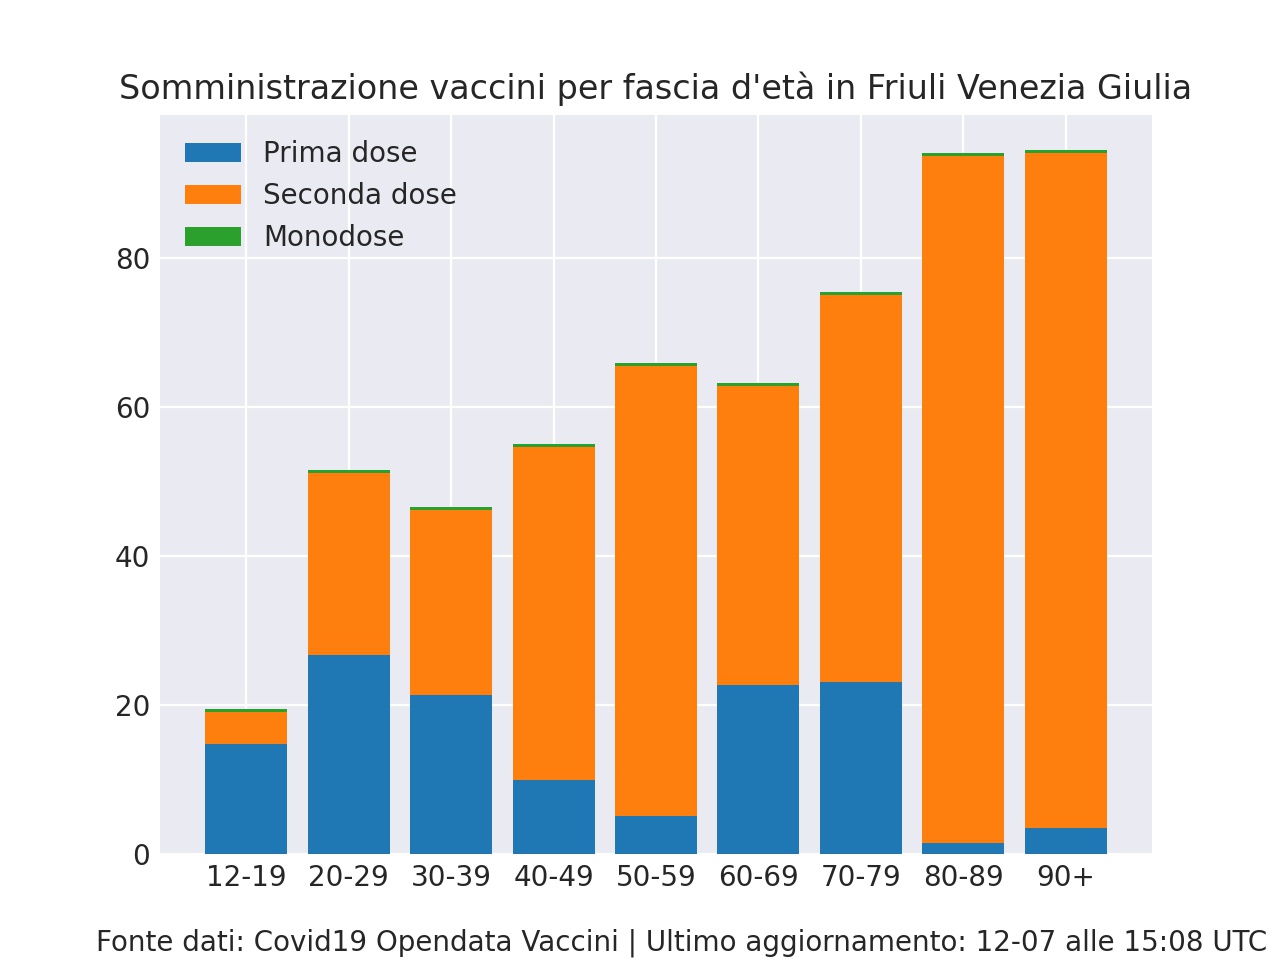 Somministrazione vaccini per fascia d'età in Friuli Venezia Giulia
Prima dose
Seconda dose
Monodose
80
60
40
20
0
12-19 20-29 30-39 40-49 50-59 60-69 70-79 80-89 90+
Fonte dati: Covid19 Opendata Vaccini | Ultimo aggiornamento: 12-07 alle 15:08 UTC